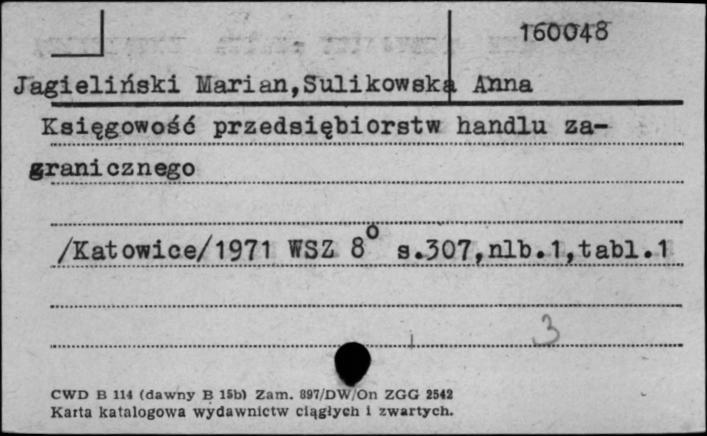 160048
Jagieliński Marian,Sulikowska Anna
Księgowość przedsiębiorstw handlu za-
granicznego
/Katowice/1971 WSZ 8° s.307,nlb.1,tabl.1
3
CWD B 114 (dawny B 15b) Zam. 897/DW/On ZGG 2542
Karta katalogowa wydawnictw ciągłych i zwartych.